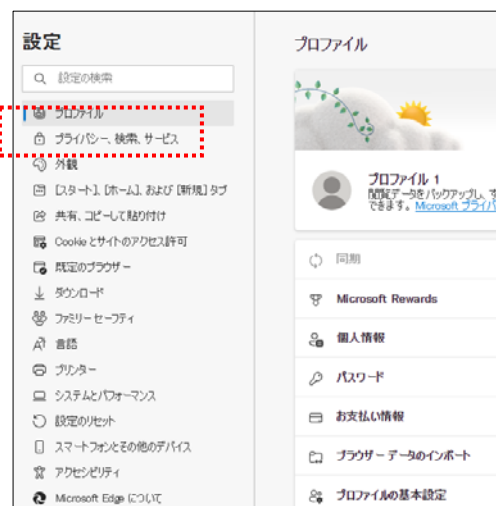 設定
設定の検索
プロファイル
プライバシー、検索、サービス
外観
[スタート]、[ホーム]、および [新規] タブ
共有、コピーして貼り付け
Cookie とサイトのアクセス許可
既定のブラウザー
ダウンロード
ファミリー セーフティ
言語
プリンター
システムとパフォーマンス
設定のリセット
スマートフォンとその他のデバイス
アクセシビリティ
Microsoft Edge について
プロファイル
プロファイル 1
閲覧データをバックアップし、す
できます。Microsoft プライバ
同期
Microsoft Rewards
個人情報
パスワード
お支払い情報
ブラウザー データのインポート
プロファイルの基本設定